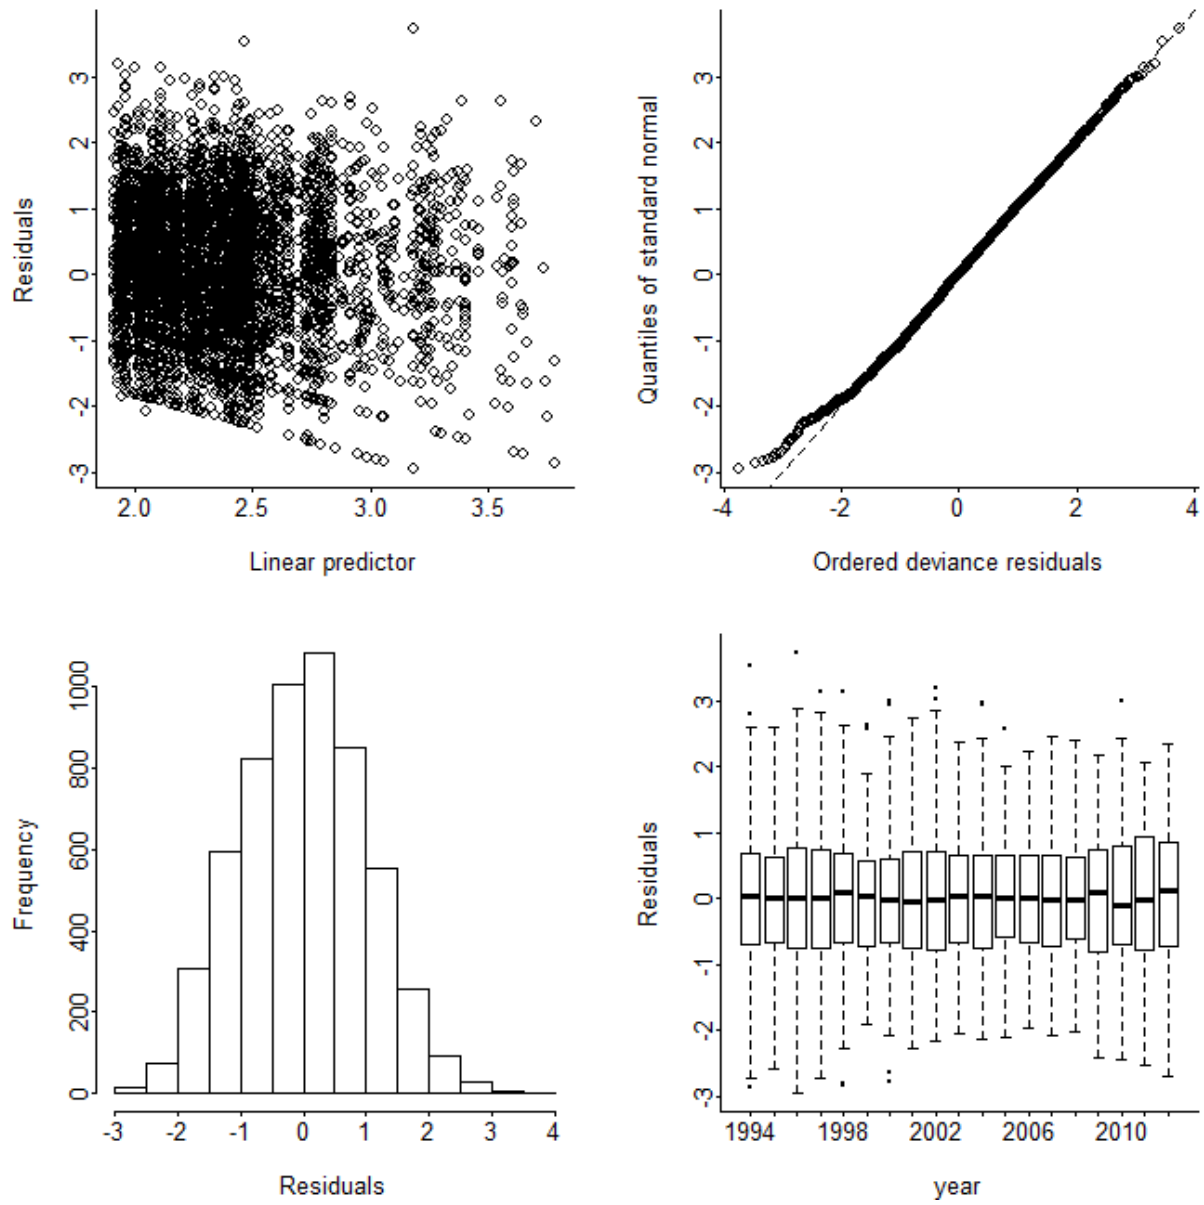 Residuals
3
2
1
0
-1
-2
-3
2.0 2.5 3.0 3.5
Linear predictor
Quantiles of standard normal
3
2
1
0
-1
-2
-3
-4 -2 0 2 4
Ordered deviance residuals
Frequency
1000
800
600
400
200
0
-3 -2 -1 0 1 2 3 4
Residuals
Residuals
3
2
1
0
-1
-2
-3
1994 1998 2002 2006 2010
year